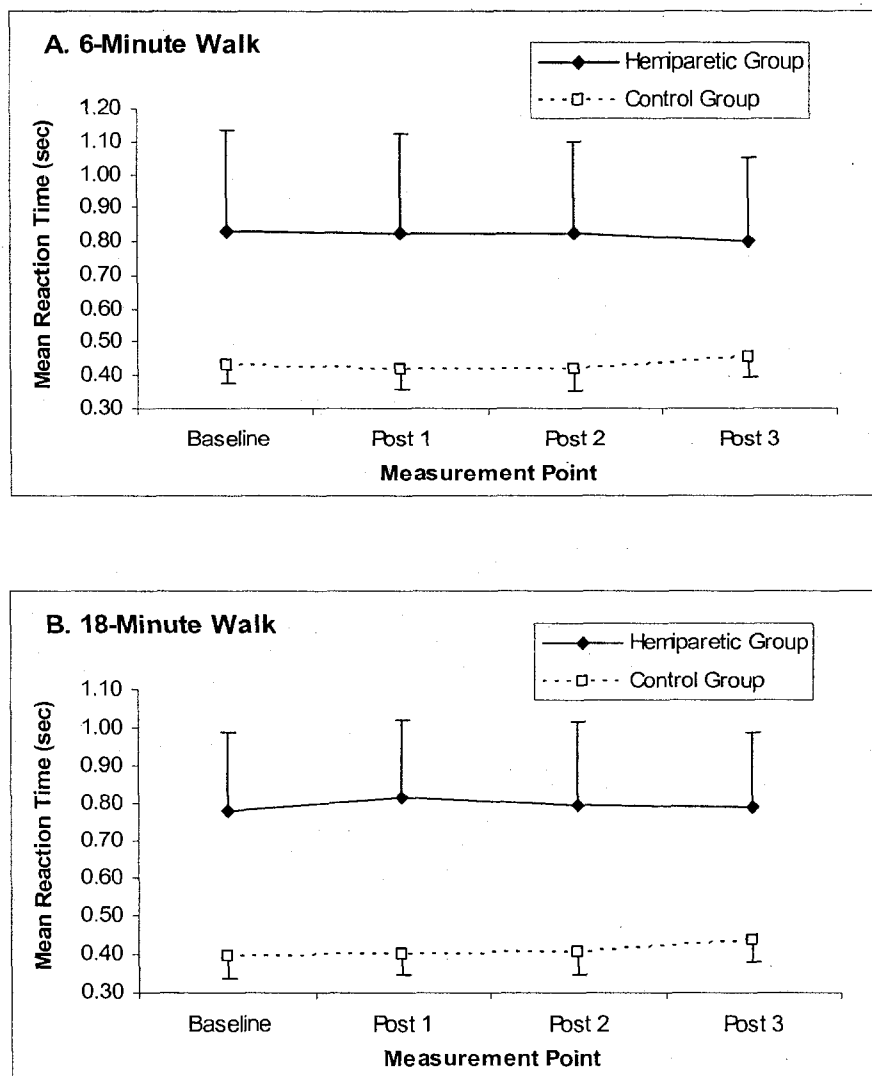 A. 6-Minute Walk
Hemiparetic Group
Control Group
Mean Reaction Time (sec)
1.20
1.10
1.00
0.90
0.80
0.70
0.60
0.50
0.40
0.30
Baseline Post 1 Post 2 Post 3
Measurement Point
B. 18-Minute Walk
Hemiparetic Group
Control Group
Mean Reaction Time (sec)
1.10
1.00
0.90
0.80
0.70
0.60
0.50
0.40
0.30
Baseline Post 1 Post 2 Post 3
Measurement Point